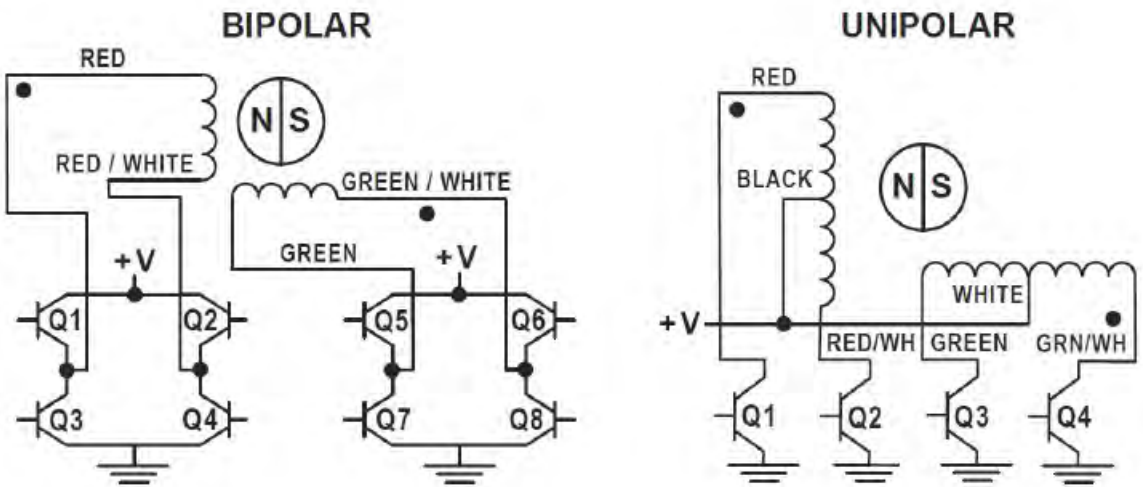 BIPOLAR
RED
N S
RED / WHITE
GREEN / WHITE
GREEN
+V
+V
Q1
Q2
Q5
Q6
Q3
Q4
Q7
Q8
UNIPOLAR
RED
BLACK
N S
WHITE
+V
RED/WH
GREEN
GRN/WH
Q1
Q2
Q3
Q4